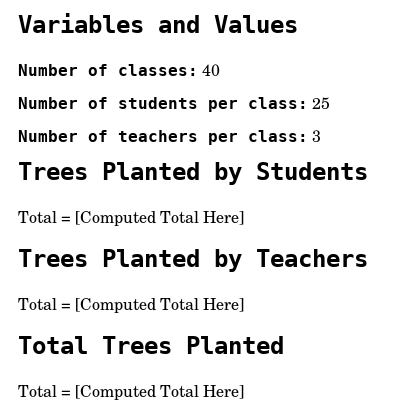 Variables and Values
Number of classes: 40
Number of students per class: 25
Number of teachers per class: 3
Trees Planted by Students
Total = [Computed Total Here]
Trees Planted by Teachers
Total = [Computed Total Here]
Total Trees Planted
Total = [Computed Total Here]